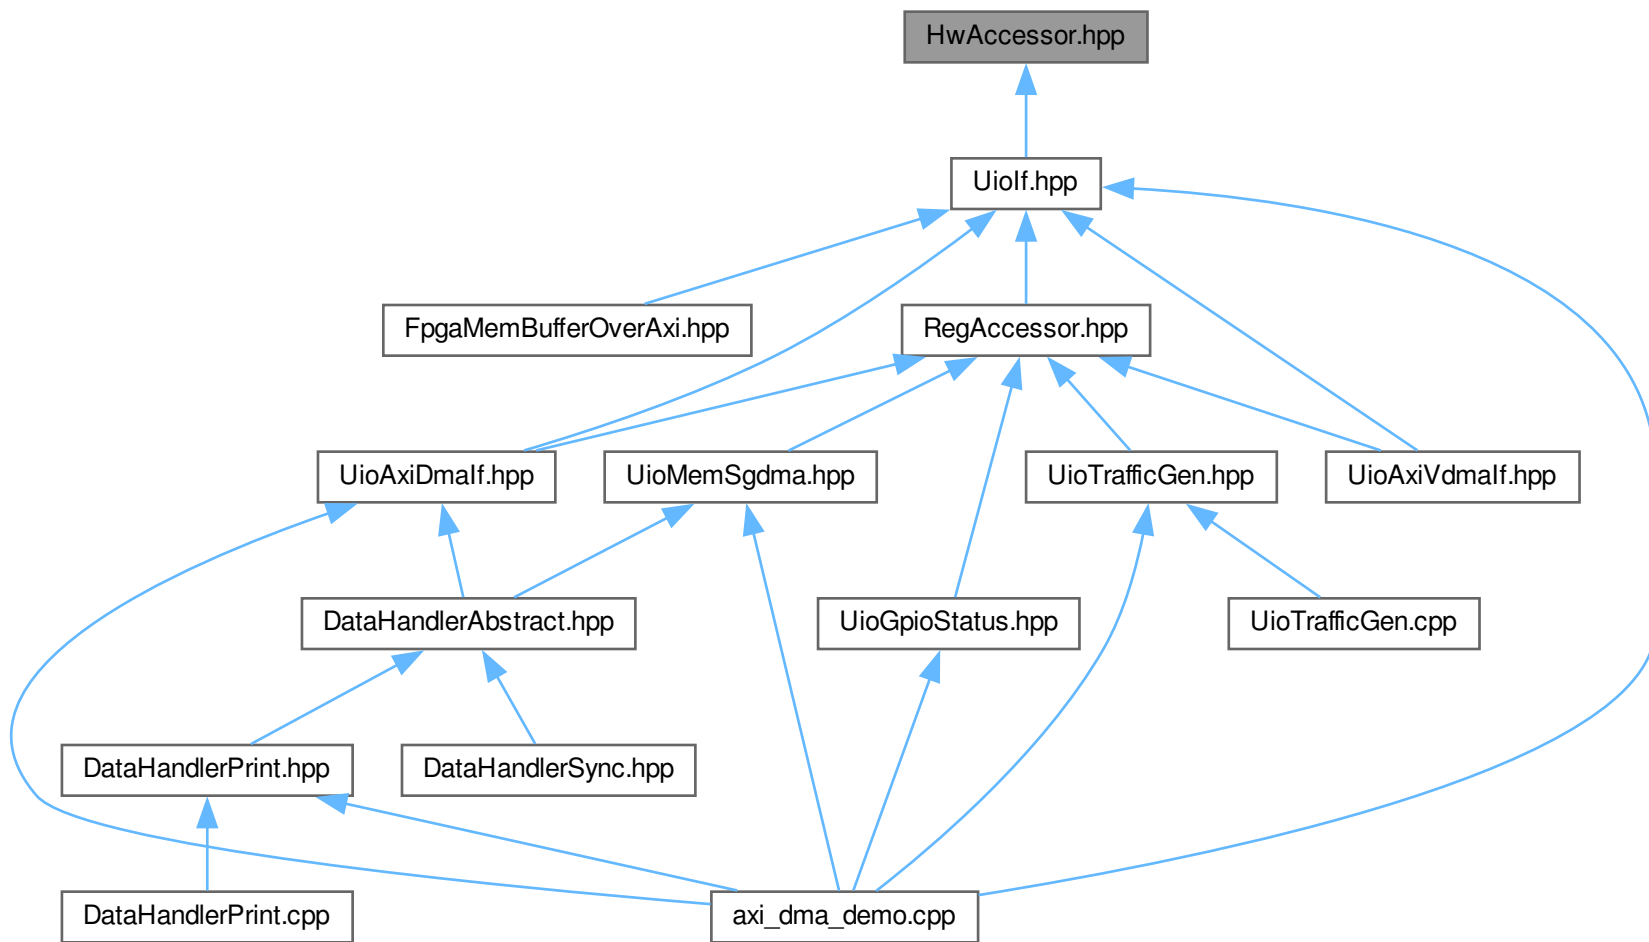 HwAccessor.hpp
UioIf.hpp
FpgaMemBufferOverAxi.hpp
RegAccessor.hpp
UioAxiDmaIf.hpp
UioMemSgdma.hpp
UioTrafficGen.hpp
UioAxiVdmaIf.hpp
DataHandlerAbstract.hpp
UioGpioStatus.hpp
UioTrafficGen.cpp
DataHandlerPrint.hpp
DataHandlerSync.hpp
DataHandlerPrint.cpp
axi_dma_demo.cpp